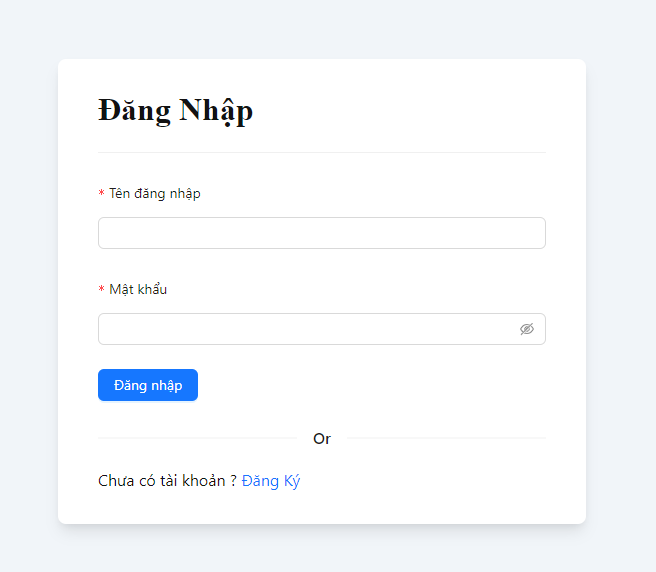 Đăng Nhập
* Tên đăng nhập
* Mật khẩu
Đăng nhập
Or
Chưa có tài khoản ? Đăng Ký